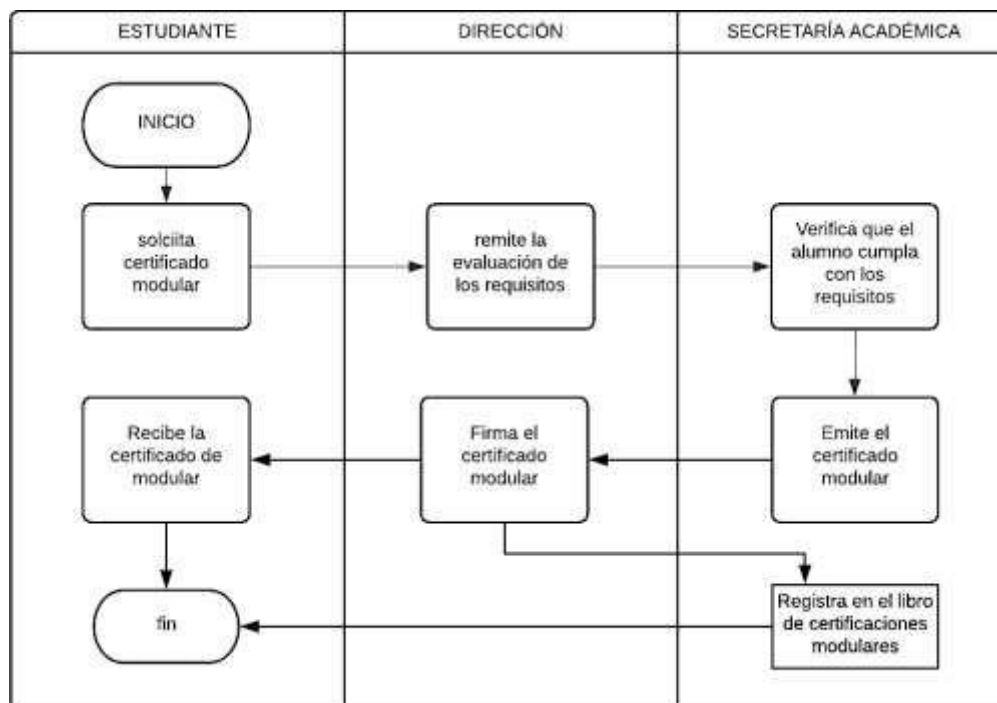 ESTUDIANTE
DIRECCIÓN
SECRETARÍA ACADÉMICA
INICIO
solciita
certificado
modular
remite la
evaluación de
los requisitos
Verifica que el
alumno cumpla
con los
requisitos
Recibe la
certificado de
modular
Firma el
certificado
modular
Emite el
certificado
modular
fin
Registra en el libro
de certificaciones
modulares